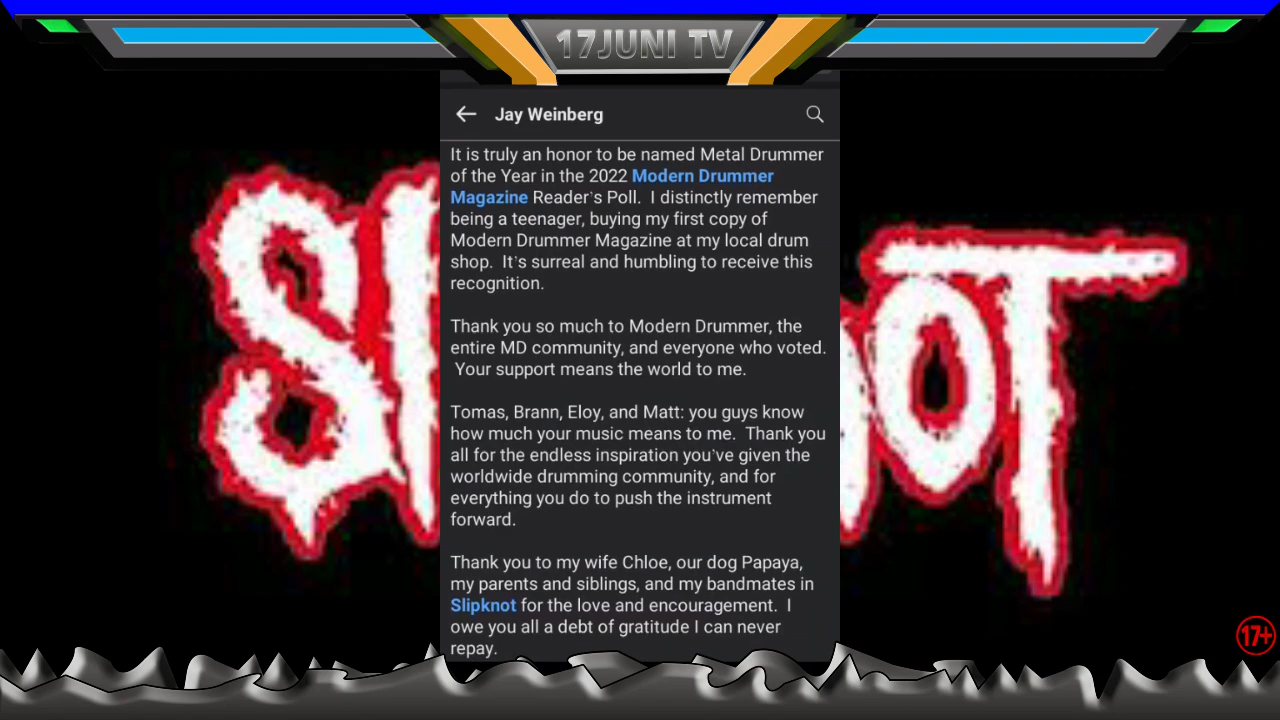 17JUNI TV
Jay Weinberg
It is truly an honor to be named Metal Drummer
of the Year in the 2022 Modern Drummer
Magazine Reader's Poll.  I distinctly remember
being a teenager, buying my first copy of
Modern Drummer Magazine at my local drum
shop.  It's surreal and humbling to receive this
recognition.
Thank you so much to Modern Drummer, the
entire MD community, and everyone who voted.
Your support means the world to me.
Tomas, Brann, Eloy, and Matt: you guys know
how much your music means to me.  Thank you
all for the endless inspiration you've given the
worldwide drumming community, and for
everything you do to push the instrument
forward.
Thank you to my wife Chloe, our dog Papaya,
my parents and siblings, and my bandmates in
Slipknot for the love and encouragement.  I
owe you all a debt of gratitude I can never
repay.
17+